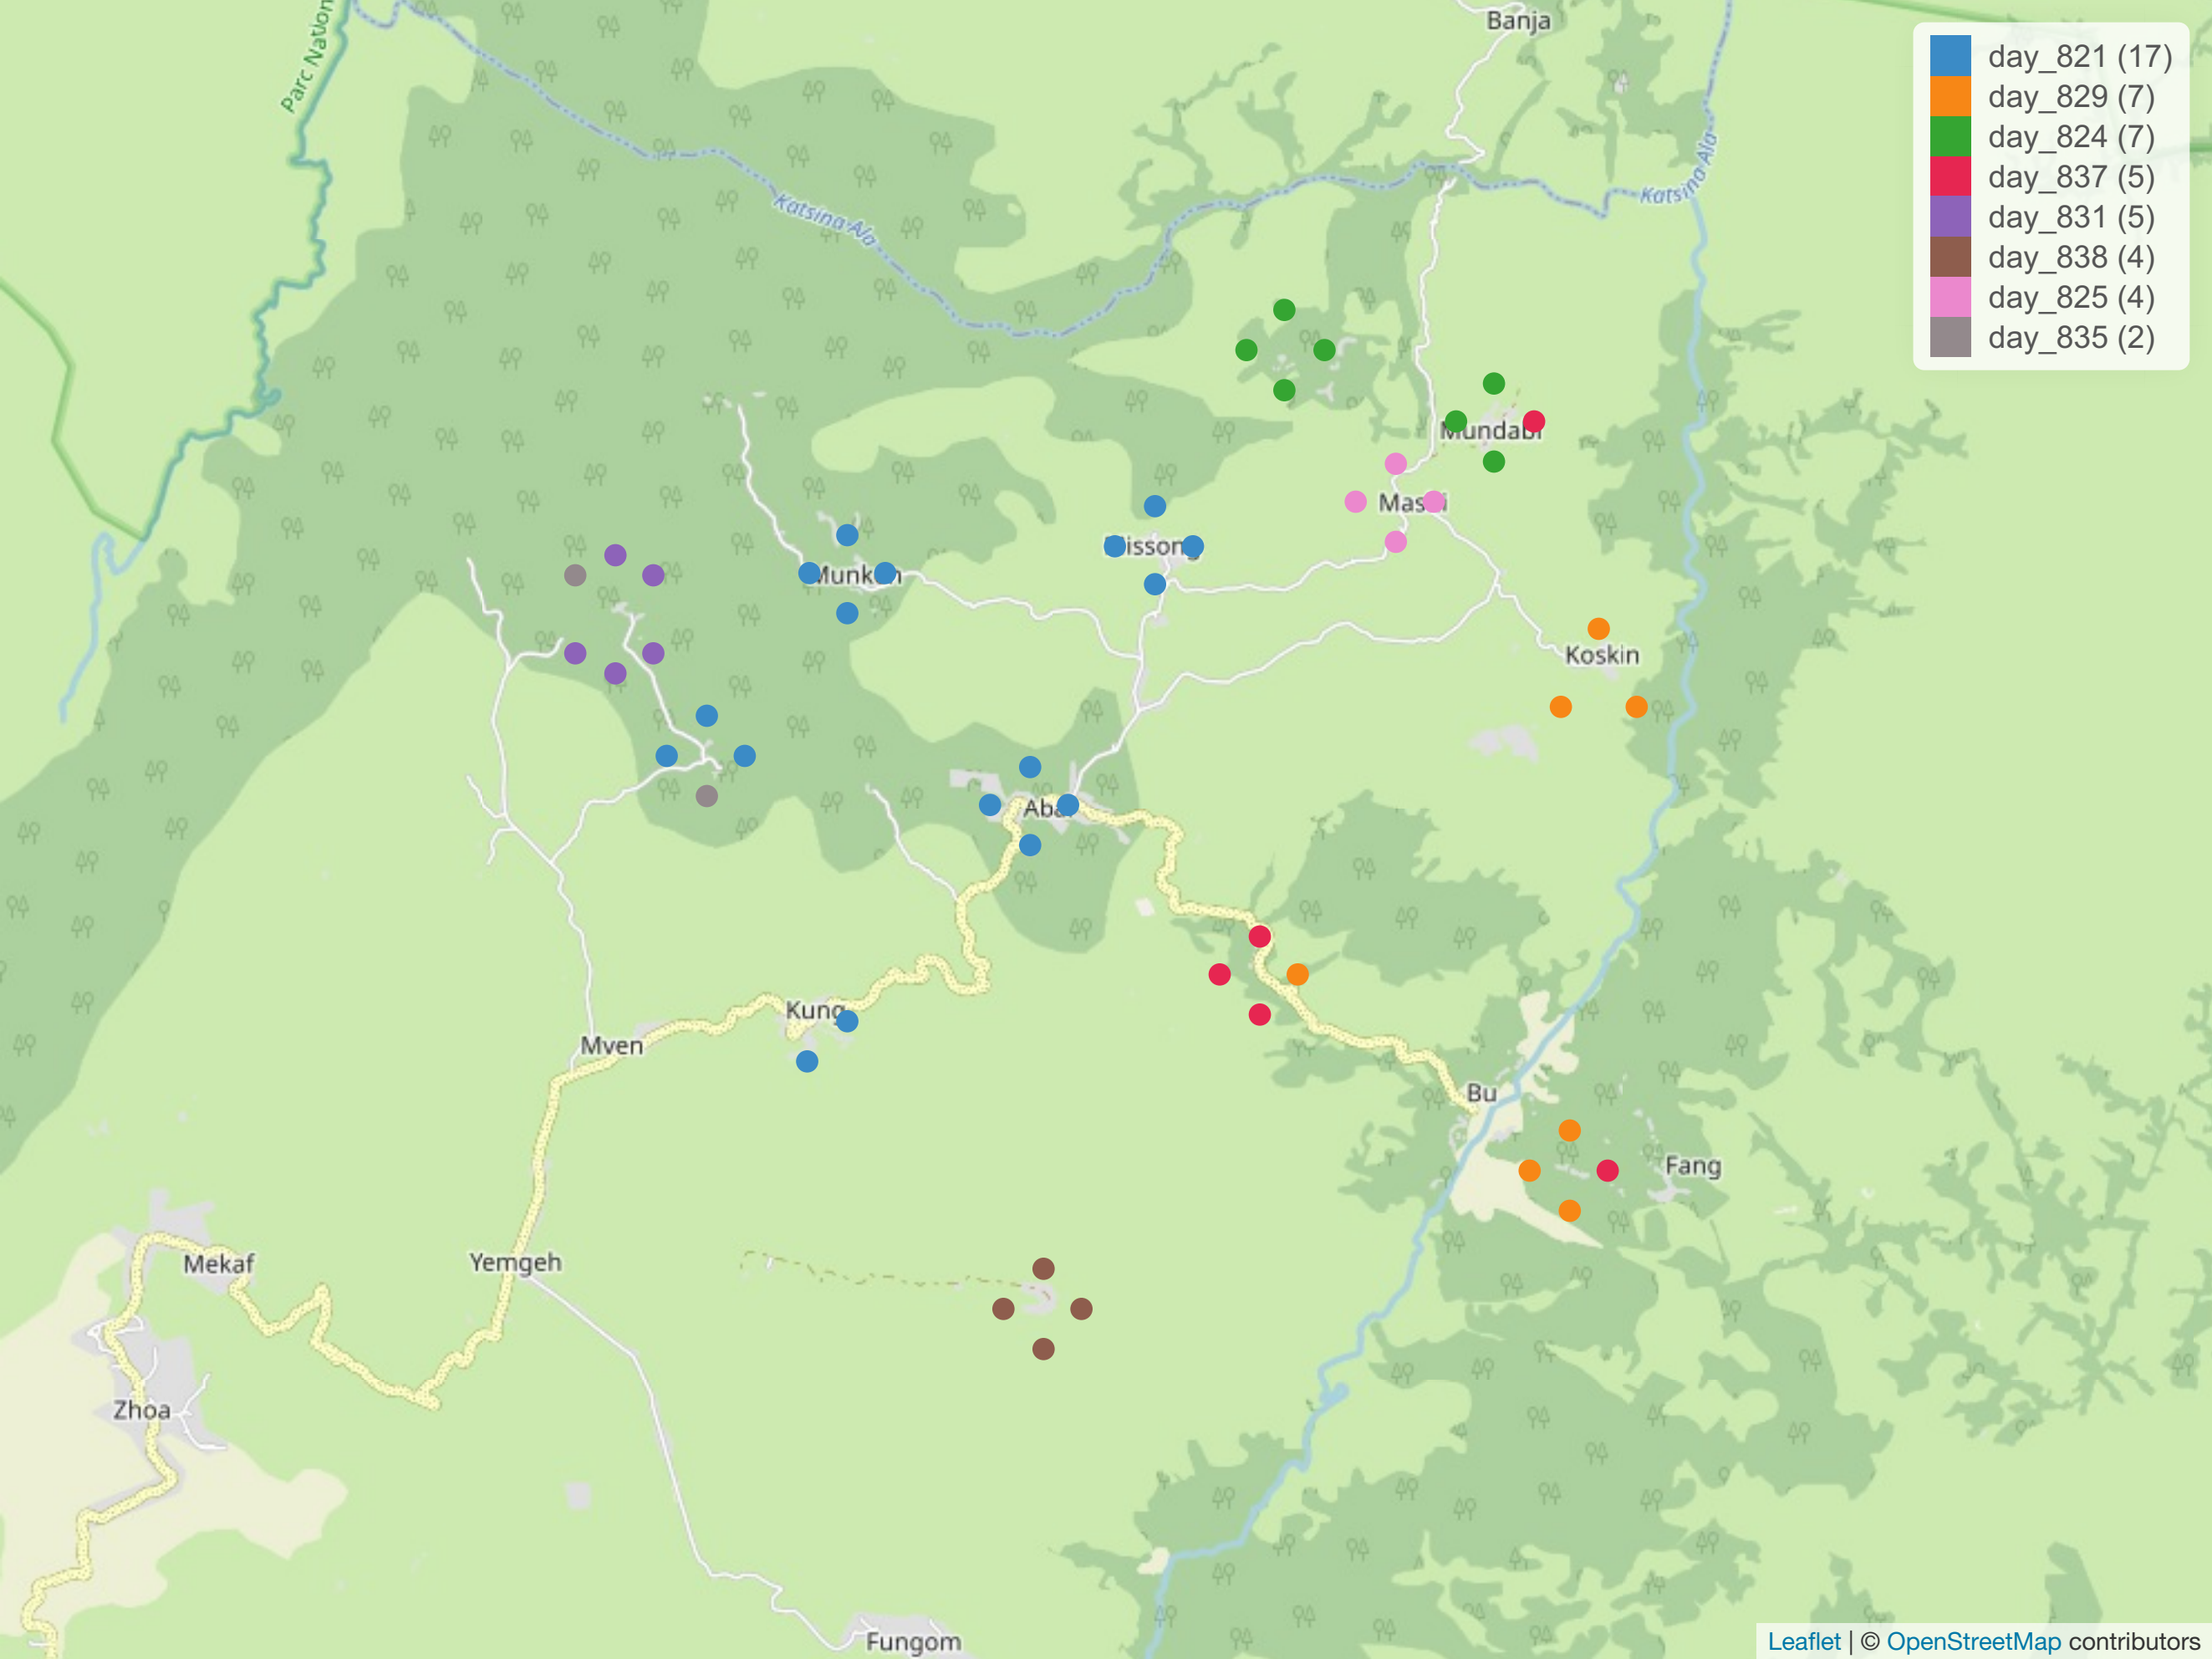 Banja
Parc Nation
day_821 (17)
day_829 (7)
day_824 (7)
day_837 (5)
day_831 (5)
day_838 (4)
day_825 (4)
day_835 (2)
Katsina-Ala
Katsina-Ala
Mundabi
Koskin
Kung
Mven
Bu
Fang
Mekaf
Yemgeh
Zhoa
Fungom
Leaflet | © OpenStreetMap contributors